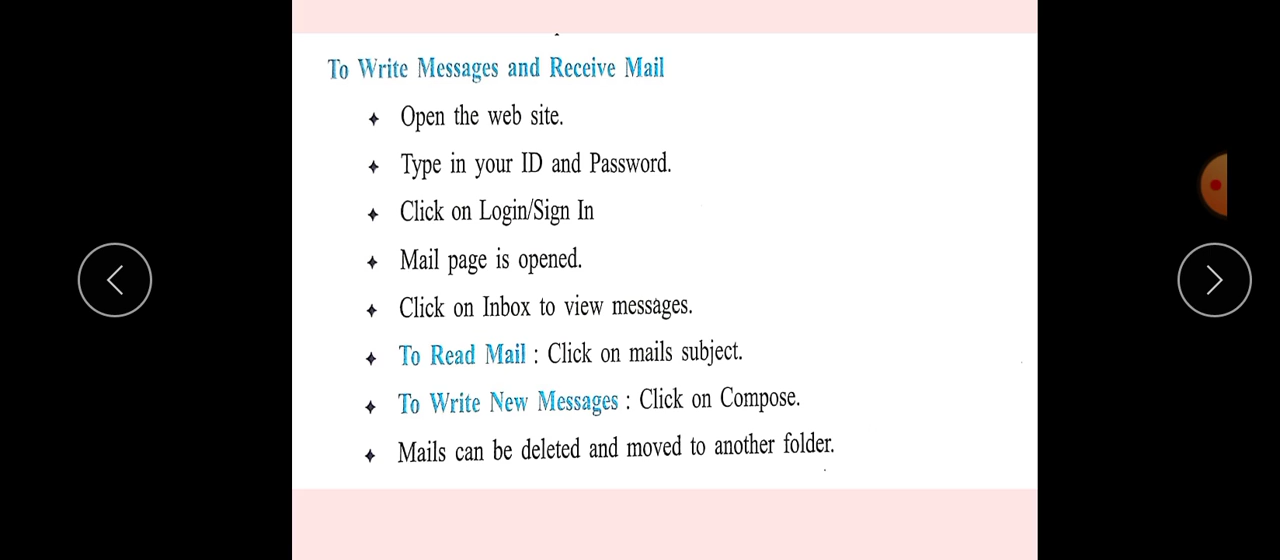 To Write Messages and Receive Mail
Open the web site.
Type in your ID and Password.
Click on Login/Sign In
Mail page is opened.
Click on Inbox to view messages.
To Read Mail : Click on mails subject.
To Write New Messages : Click on Compose.
Mails can be deleted and moved to another folder.